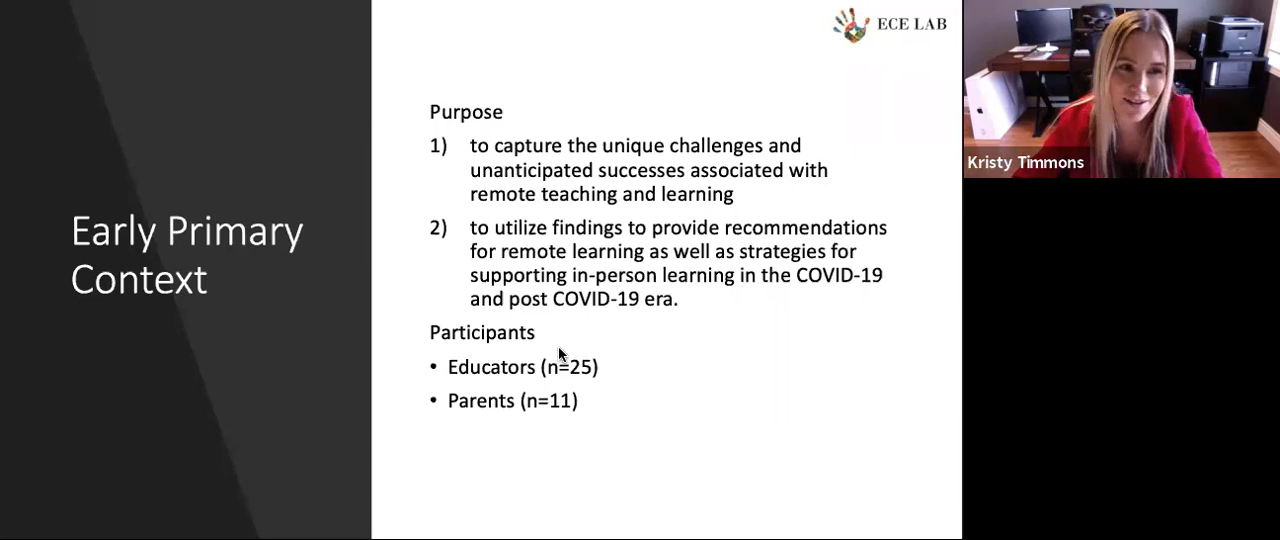 ECE LAB
Early Primary
Context
Purpose
1) to capture the unique challenges and
unanticipated successes associated with
remote teaching and learning
2) to utilize findings to provide recommendations
for remote learning as well as strategies for
supporting in-person learning in the COVID-19
and post COVID-19 era.
Participants
• Educators (n=25)
• Parents (n=11)
Kristy Timmons